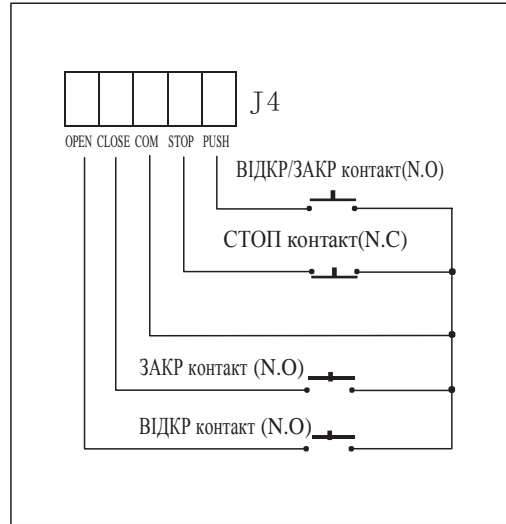 J4
OPEN CLOSE COM STOP PUSH
ВІДКР/ЗАКР контакт(N.O)
СТОП контакт(N.C)
ЗАКР контакт (N.O)
ВІДКР контакт (N.O)